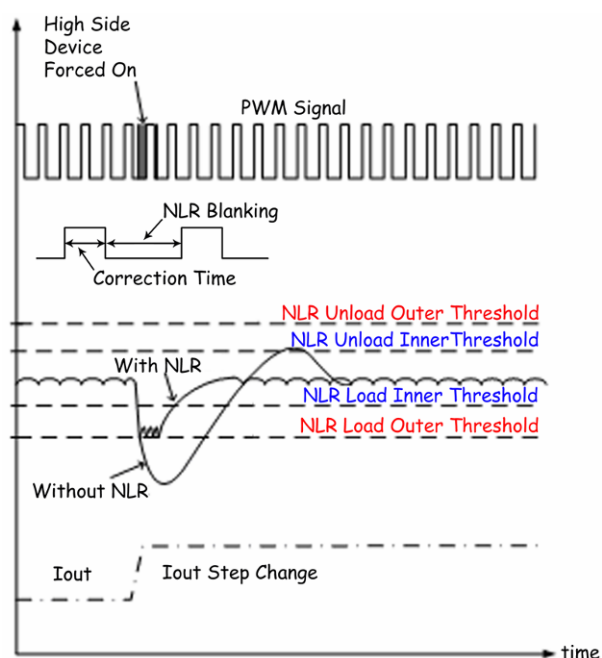 High Side
Device
Forced On
PWM Signal
NLR Blanking
Correction Time
NLR Unload Outer Threshold
NLR Unload InnerThreshold
With NLR
NLR Load Inner Threshold
NLR Load Outer Threshold
Without NLR
Iout
Iout Step Change
time